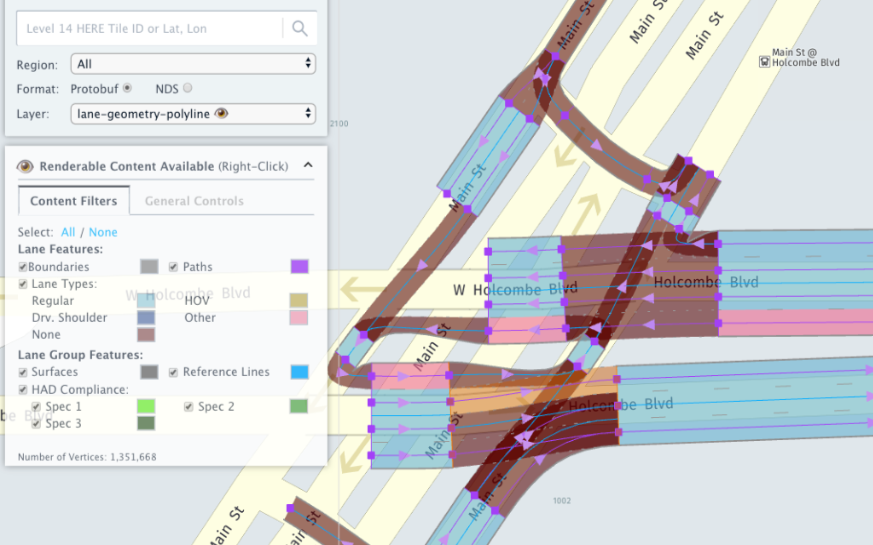 Level 14 HERE Tile ID or Lat, Lon
Region: All
Format: Protobuf NDS
Layer: lane-geometry-polyline
Renderable Content Available (Right-Click)
Content Filters General Controls
Select: All / None
Lane Features:
Boundaries Paths
Lane Types:
Regular HOV
Drv. Shoulder Other
None
Lane Group Features:
Surfaces Reference Lines
HAD Compliance:
Spec 1 Spec 2
Spec 3
Number of Vertices: 1,351,668
W Holcombe Blvd
be Blvd
2100
Main St
Main St
Main St
Main St @
Holcombe Blvd
Main St
W Holcombe Blvd
Holcombe Blvd
Main St
Holcombe Blvd
Main St
Main St
1002
Main St
ain St